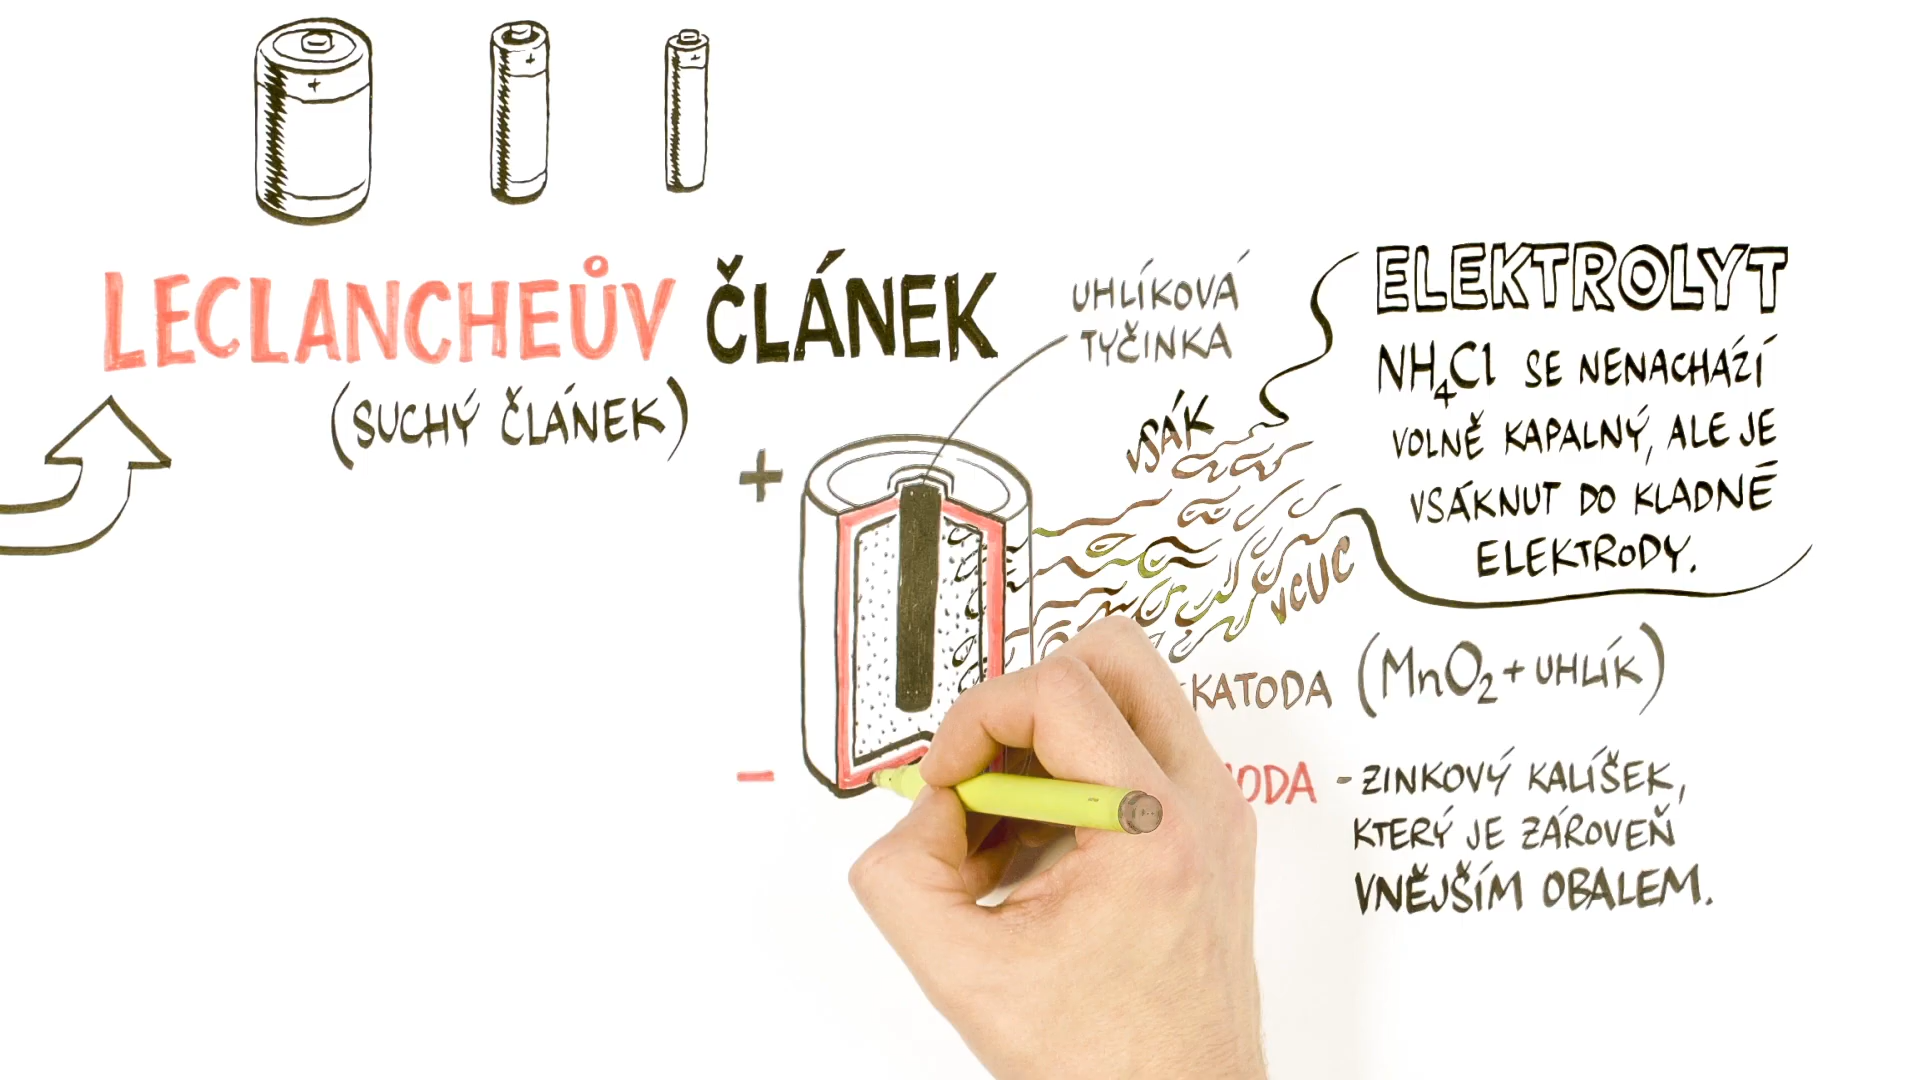 +
+
+
LECLANCHEŮV ČLÁNEK
(SUCHÝ ČLÁNEK)
UHLÍKOVÁ
TYČINKA
+
-
VSÁK
VCUC
ELEKTROLYT
NH₄Cl SE NENACHÁZÍ
VOLNĚ KAPALNÝ, ALE JE
VSÁKNUT DO KLADNÉ
ELEKTRODY.
-KATODA (MnO₂ + UHLÍK)
- ZINKOVÝ KALÍŠEK,
KTERÝ JE ZÁROVEŇ
VNĚJŠÍM OBALEM.